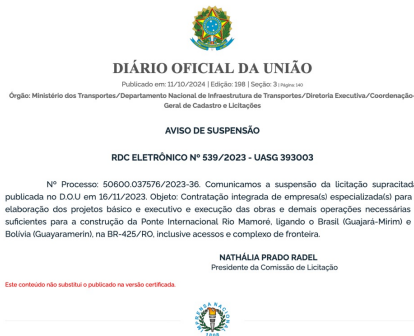 DIÁRIO OFICIAL DA UNIÃO
Publicado em: 11/10/2024 | Edição: 198 | Seção: 3 | Página: 140
Órgão: Ministério dos Transportes/Departamento Nacional de Infraestrutura de Transportes/Diretoria Executiva/Coordenação-
Geral de Cadastro e Licitações
AVISO DE SUSPENSÃO
RDC ELETRÔNICO Nº 539/2023 - UASG 393003
Nº Processo: 50600.037576/2023-36. Comunicamos a suspensão da licitação supracitada
publicada no D.O.U em 16/11/2023. Objeto: Contratação integrada de empresa(s) especializada(s) para
elaboração dos projetos básico e executivo e execução das obras e demais operações necessárias
suficientes para a construção da Ponte Internacional Rio Mamoré, ligando o Brasil (Guajará-Mirim) e
Bolívia (Guayaramerin), na BR-425/RO, inclusive acessos e complexo de fronteira.
NATHÁLIA PRADO RADEL
Presidente da Comissão de Licitação
Este conteúdo não substitui o publicado na versão certificada.
IMPRENSA NACIONAL